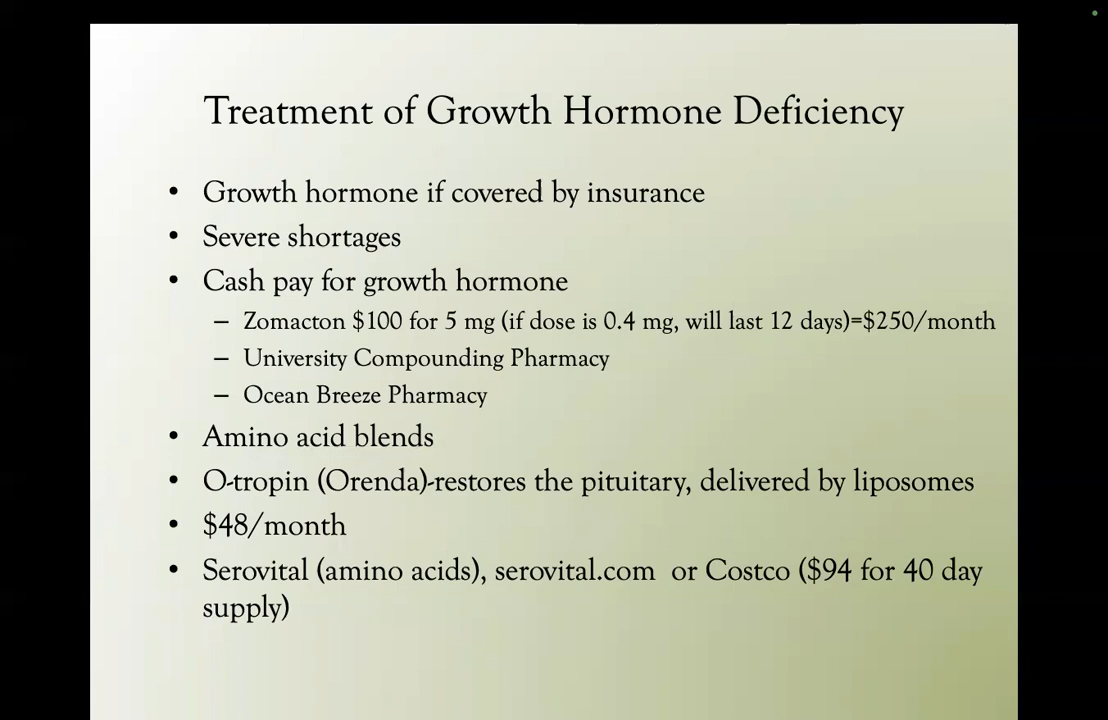 Treatment of Growth Hormone Deficiency
• Growth hormone if covered by insurance
• Severe shortages
• Cash pay for growth hormone
– Zomacton $100 for 5 mg (if dose is 0.4 mg, will last 12 days)=$250/month
– University Compounding Pharmacy
– Ocean Breeze Pharmacy
• Amino acid blends
• O-tropin (Orenda)-restores the pituitary, delivered by liposomes
• $48/month
• Serovital (amino acids), serovital.com or Costco ($94 for 40 day
supply)